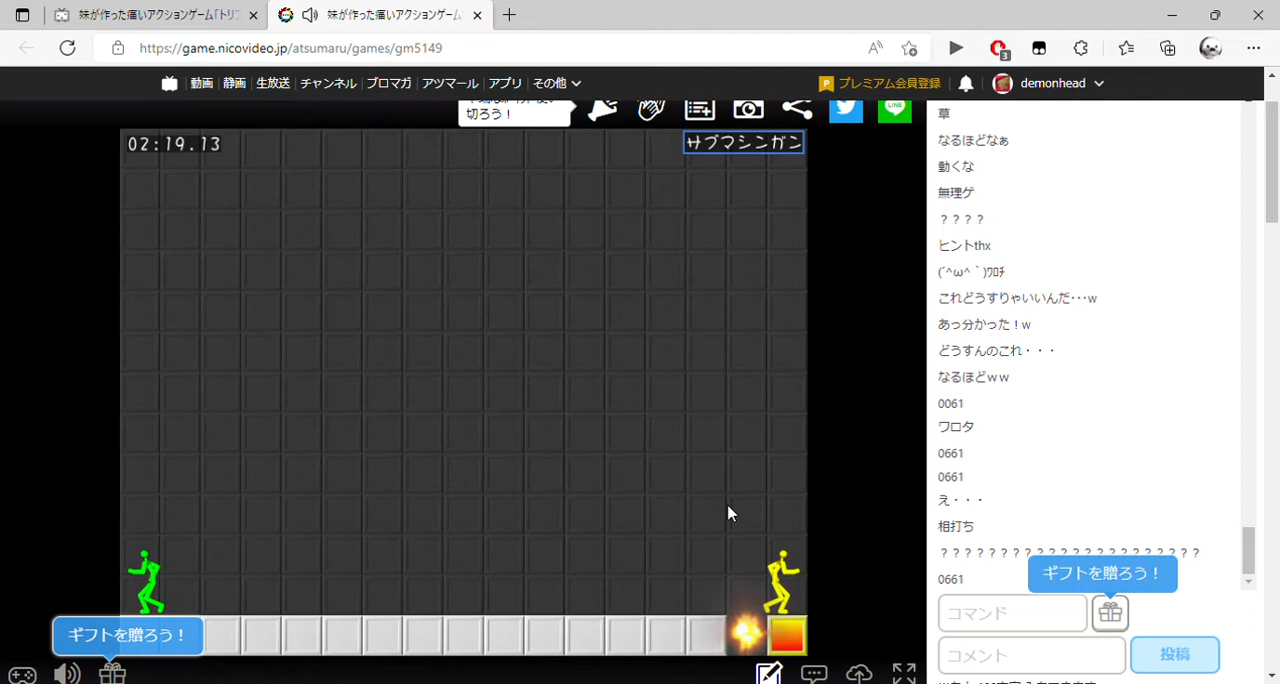 妹が作った痛いアクションゲーム「トリフ
妹が作った痛いアクションゲーム
https://game.nicovideo.jp/atsumaru/games/gm5149
3
動画 静画 生放送 チャンネル ブロマガ アツマール アプリ その他
P プレミアム会員登録
demonhead
切ろう！
LINE
02:19.13
サブマシンガン
草
なるほどなぁ
動くな
無理ゲ
？？？？
ヒントthx
(´^ω^｀)ﾜﾛﾁ
これどうすりゃいいんだ･･･w
あっ分かった！w
どうすんのこれ・・・
なるほどｗｗ
0061
ワロタ
0661
0661
え・・・
相打ち
？？？？？？？？？？？？？？？？？？？？？？
0661
ギフトを贈ろう！
コマンド
ギフトを贈ろう！
コメント
投稿